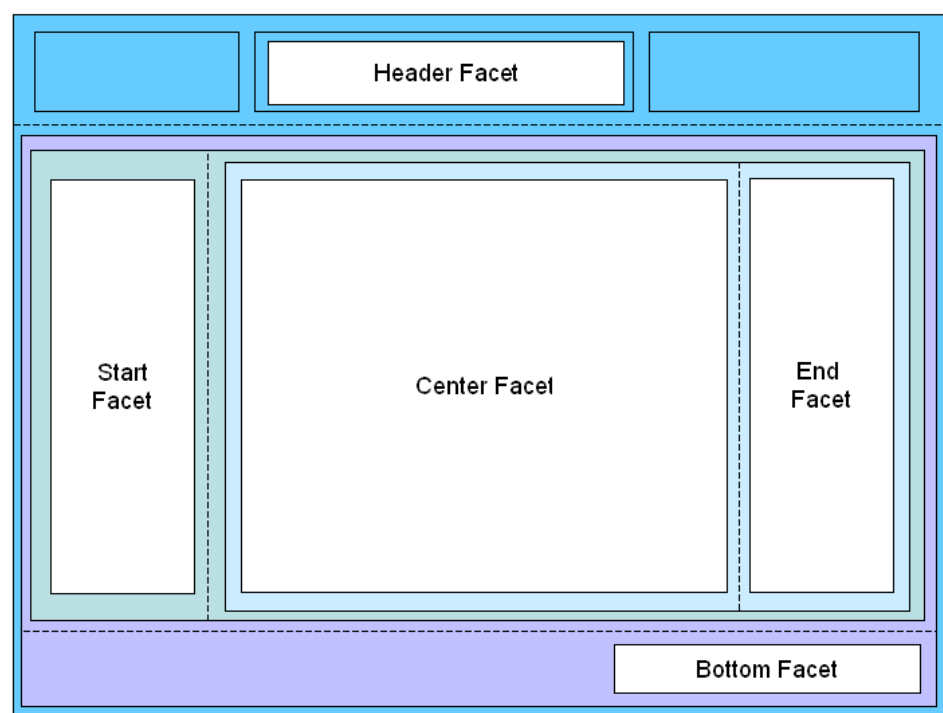 Header Facet
Start
Facet
Center Facet
End
Facet
Bottom Facet